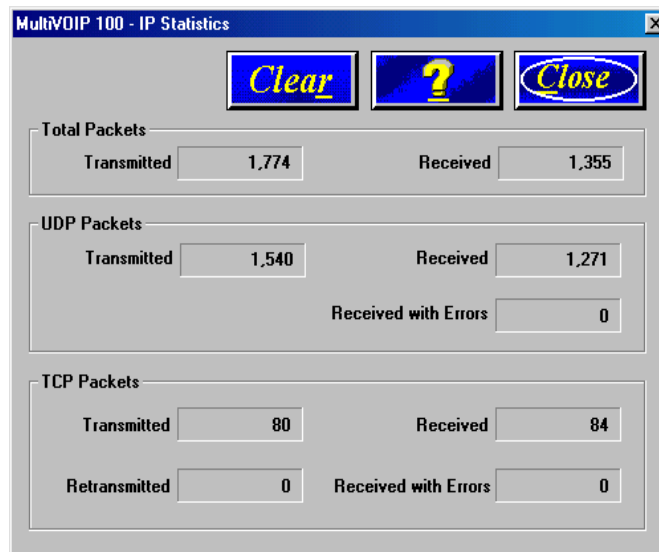 MultiVOIP 100 - IP Statistics
Clear ? Close
Total Packets
Transmitted 1,774 Received 1,355
UDP Packets
Transmitted 1,540 Received 1,271
Received with Errors 0
TCP Packets
Transmitted 80 Received 84
Retransmitted 0 Received with Errors 0